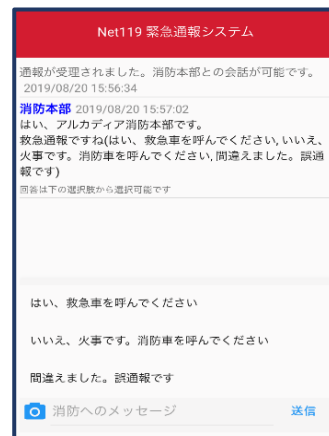 Net119 緊急通報システム
通報が受理されました。消防本部との会話が可能です。
2019/08/20 15:56:34
消防本部 2019/08/20 15:57:02
はい、アルカディア消防本部です。
救急通報ですね(はい、救急車を呼んでください, いいえ、
火事です。消防車を呼んでください, 間違えました。誤通
報です)
回答は下の選択肢から選択可能です
はい、救急車を呼んでください
いいえ、火事です。消防車を呼んでください
間違えました。誤通報です
消防へのメッセージ
送信